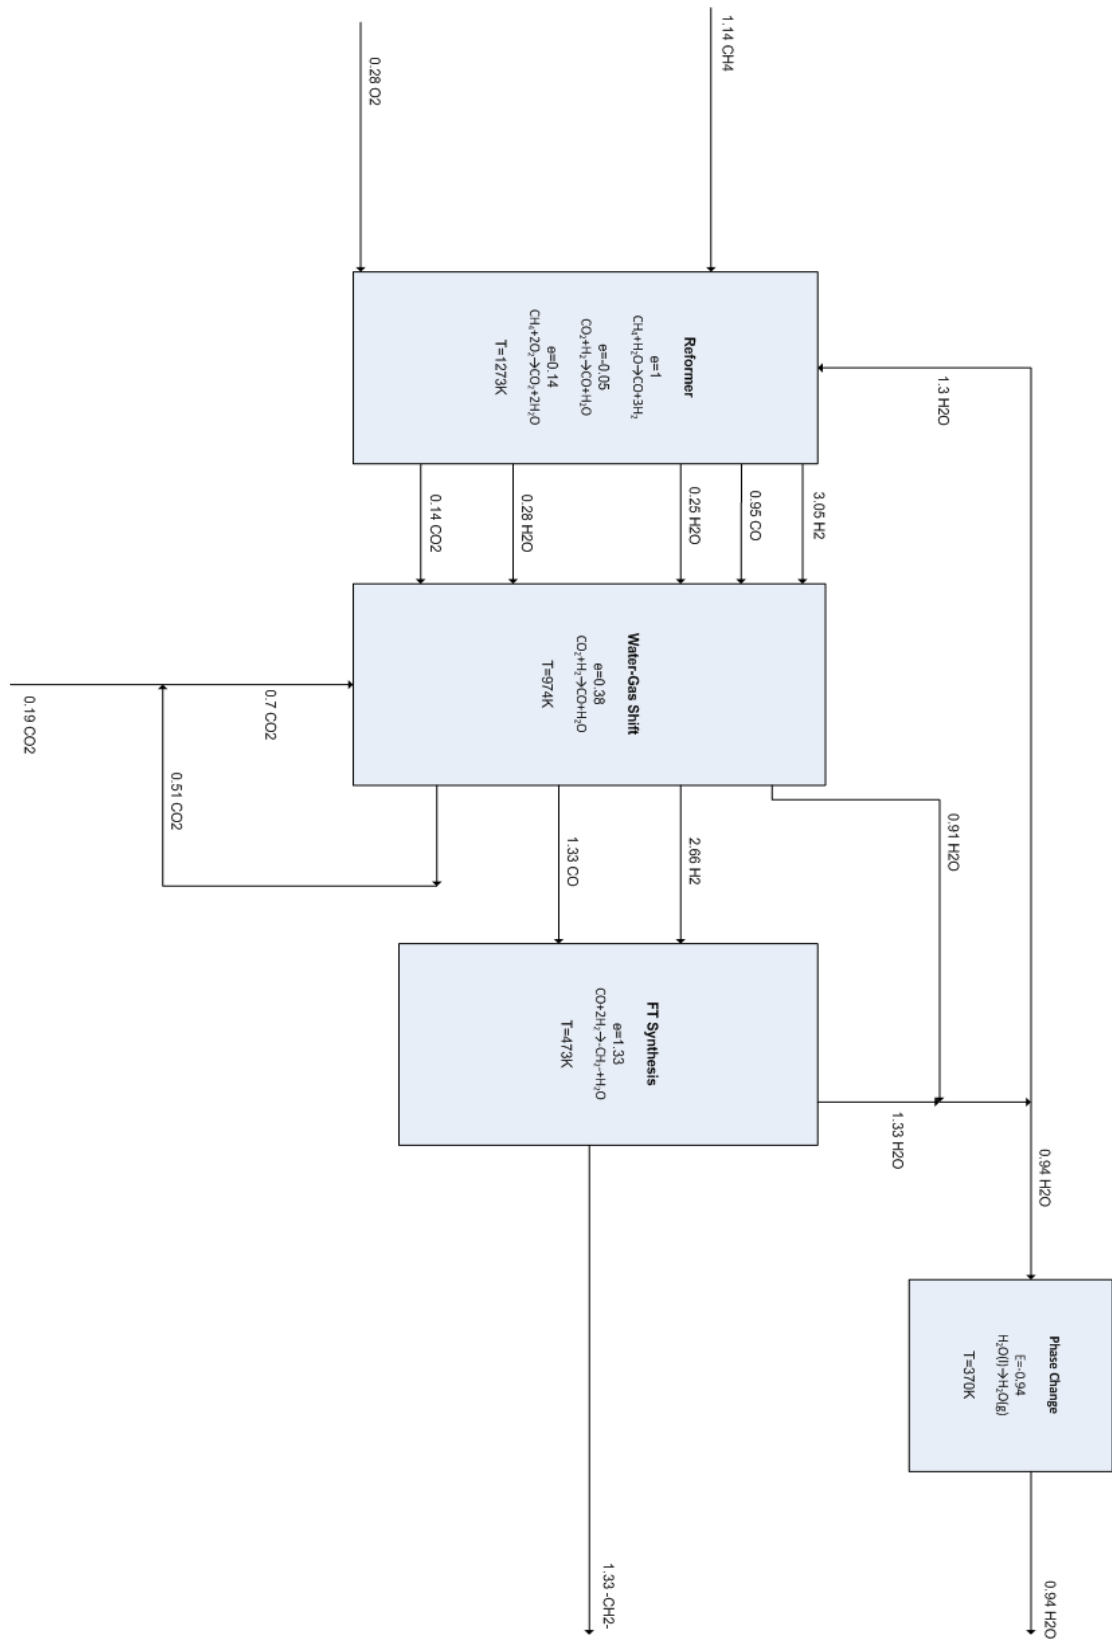 1.14 CH4
0.28 O2
Reformer
e=1
CH₄+H₂O→CO+3H₂
e=-0.05
CO₂+H₂→CO+H₂O
e=0.14
CH₄+2O₂→CO₂+2H₂O
T=1273K
1.3 H2O
3.05 H2
0.95 CO
0.25 H2O
0.28 H2O
0.14 CO2
Water-Gas Shift
e=0.38
CO₂+H₂→CO+H₂O
T=974K
0.7 CO2
0.19 CO2
0.51 CO2
0.91 H2O
2.66 H2
1.33 CO
FT Synthesis
e=1.33
CO+2H₂→-CH₂-+H₂O
T=473K
1.33 H2O
0.94 H2O
Phase Change
E=-0.94
H₂O(l)→H₂O(g)
T=370K
0.94 H2O
1.33 -CH2-